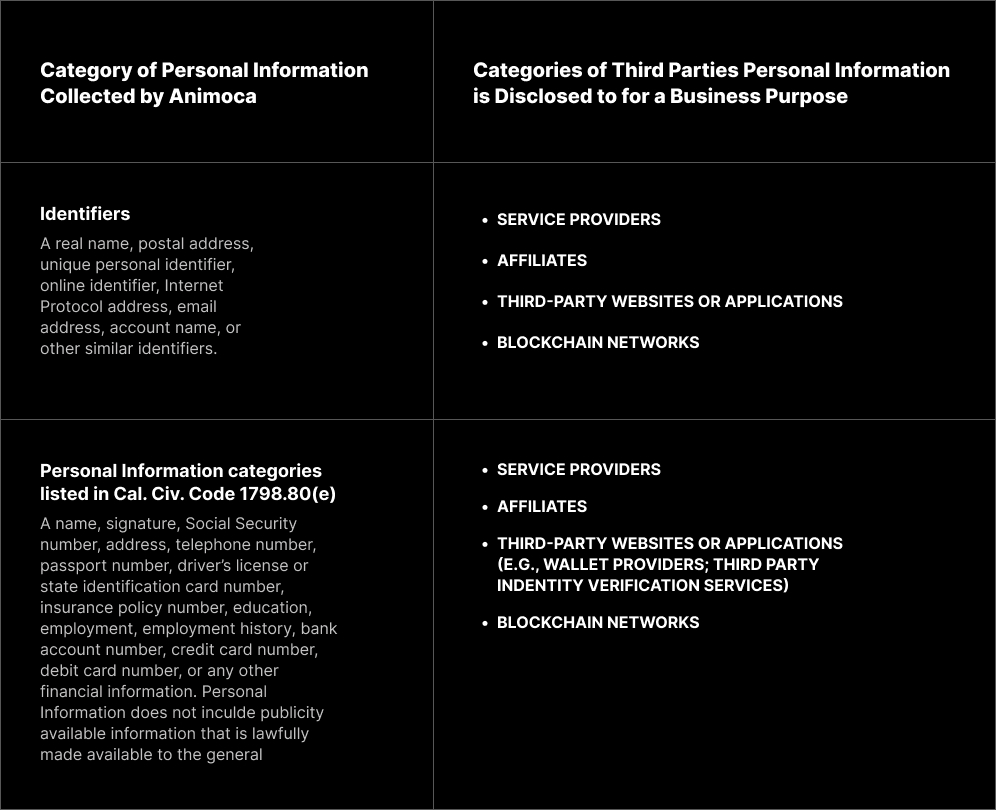 Category of Personal Information
Collected by Animoca
Categories of Third Parties Personal Information
is Disclosed to for a Business Purpose
Identifiers
A real name, postal address,
unique personal identifier,
online identifier, Internet
Protocol address, email
address, account name, or
other similar identifiers.
• SERVICE PROVIDERS
• AFFILIATES
• THIRD-PARTY WEBSITES OR APPLICATIONS
• BLOCKCHAIN NETWORKS
Personal Information categories
listed in Cal. Civ. Code 1798.80(e)
A name, signature, Social Security
number, address, telephone number,
passport number, driver’s license or
state identification card number,
insurance policy number, education,
employment, employment history, bank
account number, credit card number,
debit card number, or any other
financial information. Personal
Information does not inculde publicity
available information that is lawfully
made available to the general
• SERVICE PROVIDERS
• AFFILIATES
• THIRD-PARTY WEBSITES OR APPLICATIONS
(E.G., WALLET PROVIDERS; THIRD PARTY
INDENTITY VERIFICATION SERVICES)
• BLOCKCHAIN NETWORKS